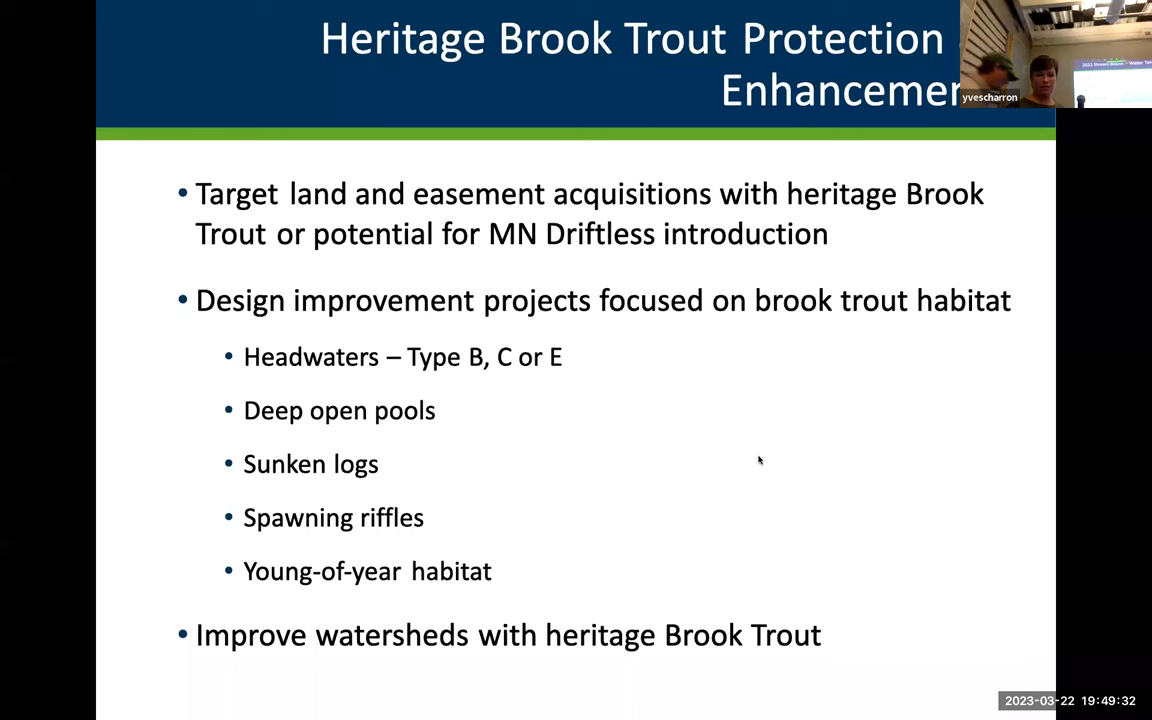 Heritage Brook Trout Protection
Enhancemen
yvescharron
• Target land and easement acquisitions with heritage Brook
Trout or potential for MN Driftless introduction
• Design improvement projects focused on brook trout habitat
• Headwaters – Type B, C or E
• Deep open pools
• Sunken logs
• Spawning riffles
• Young-of-year habitat
• Improve watersheds with heritage Brook Trout
2023-03-22 19:49:32